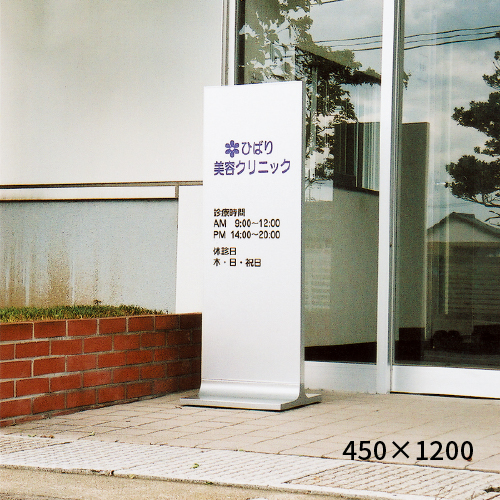 ひばり
美容クリニック
診療時間
AM 9:00〜12:00
PM 14:00〜20:00
休診日
木・日・祝日
450×1200